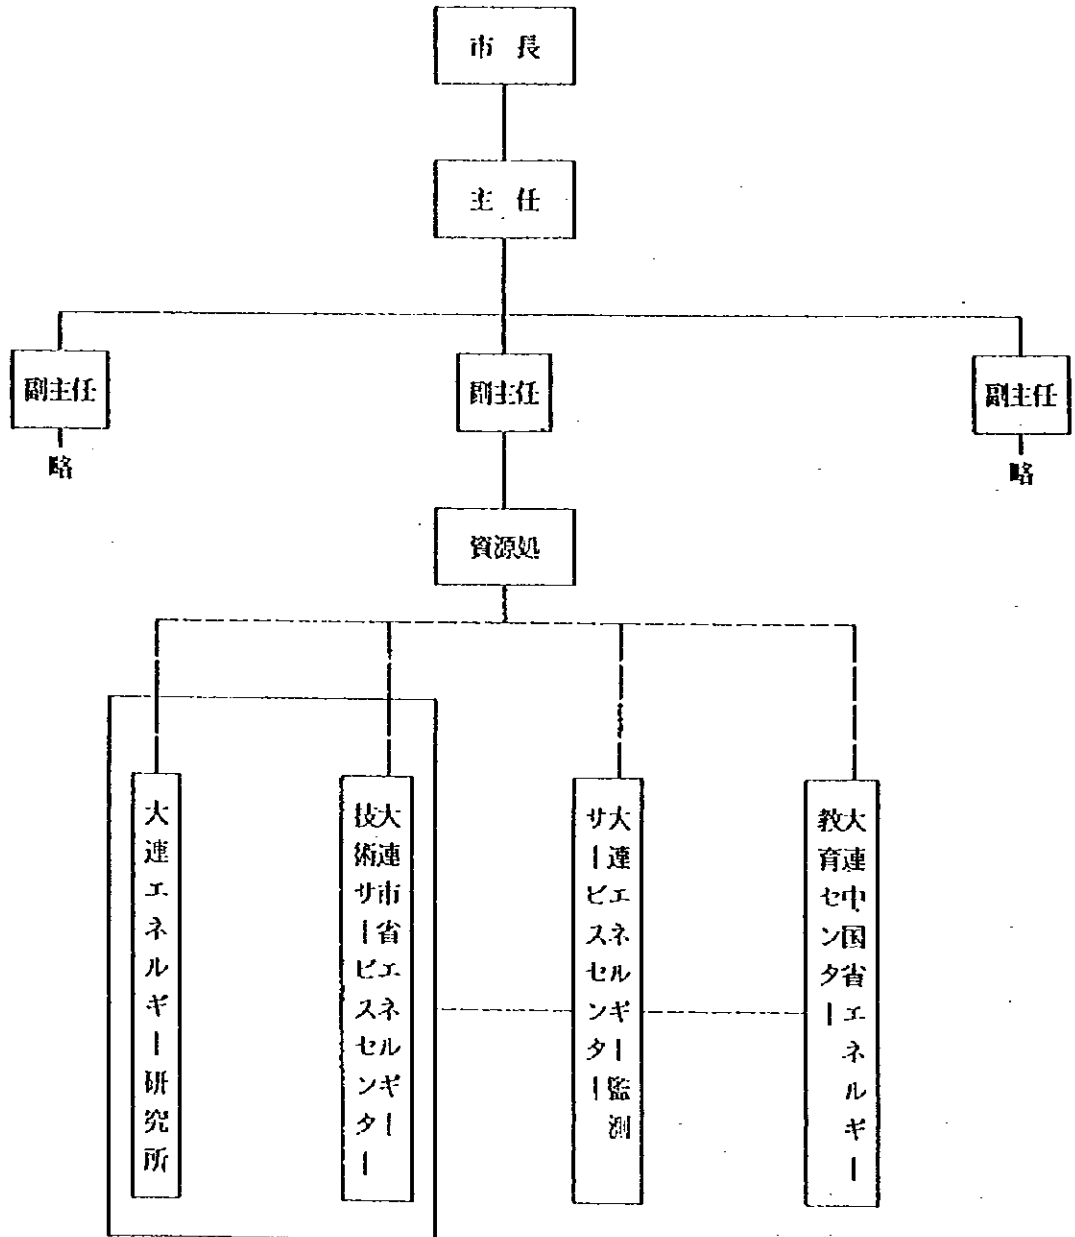 市長
主任
副主任
副主任
副主任
略
略
資源処
大連エネルギー研究所
大連市省エネルギー
技術サービスセンター
大連エネルギー監測
サービスセンター
大連中国省エネルギー
教育センター